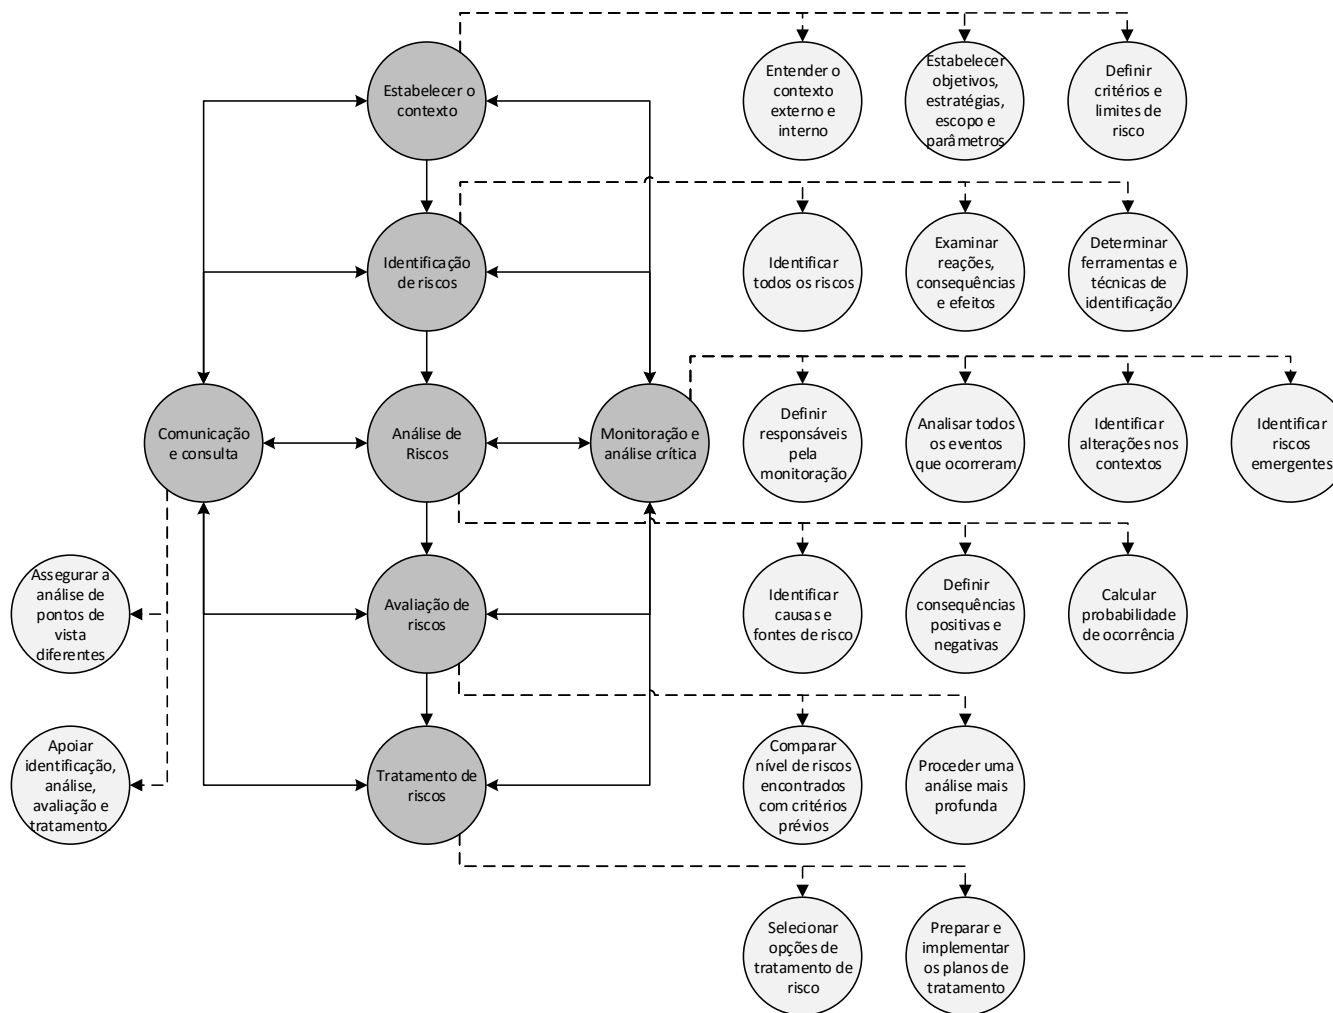 Estabelecer o
contexto
Entender o
contexto
externo e
interno
Estabelecer
objetivos,
estratégias,
escopo e
parâmetros
Definir
critérios e
limites de
risco
Identificação
de riscos
Identificar
todos os riscos
Examinar
reações,
consequências
e efeitos
Determinar
ferramentas e
técnicas de
identificação
Comunicação
e consulta
Análise de
Riscos
Monitoração e
análise crítica
Definir
responsáveis
pela
monitoração
Analisar todos
os eventos
que ocorreram
Identificar
alterações nos
contextos
Identificar
riscos
emergentes
Assegurar a
análise de
pontos de
vista
diferentes
Avaliação de
riscos
Identificar
causas e
fontes de risco
Definir
consequências
positivas e
negativas
Calcular
probabilidade
de ocorrência
Apoiar
identificação,
análise,
avaliação e
tratamento
Tratamento de
riscos
Comparar
nível de riscos
encontrados
com critérios
prévios
Proceder uma
análise mais
profunda
Selecionar
opções de
tratamento de
risco
Preparar e
implementar
os planos de
tratamento